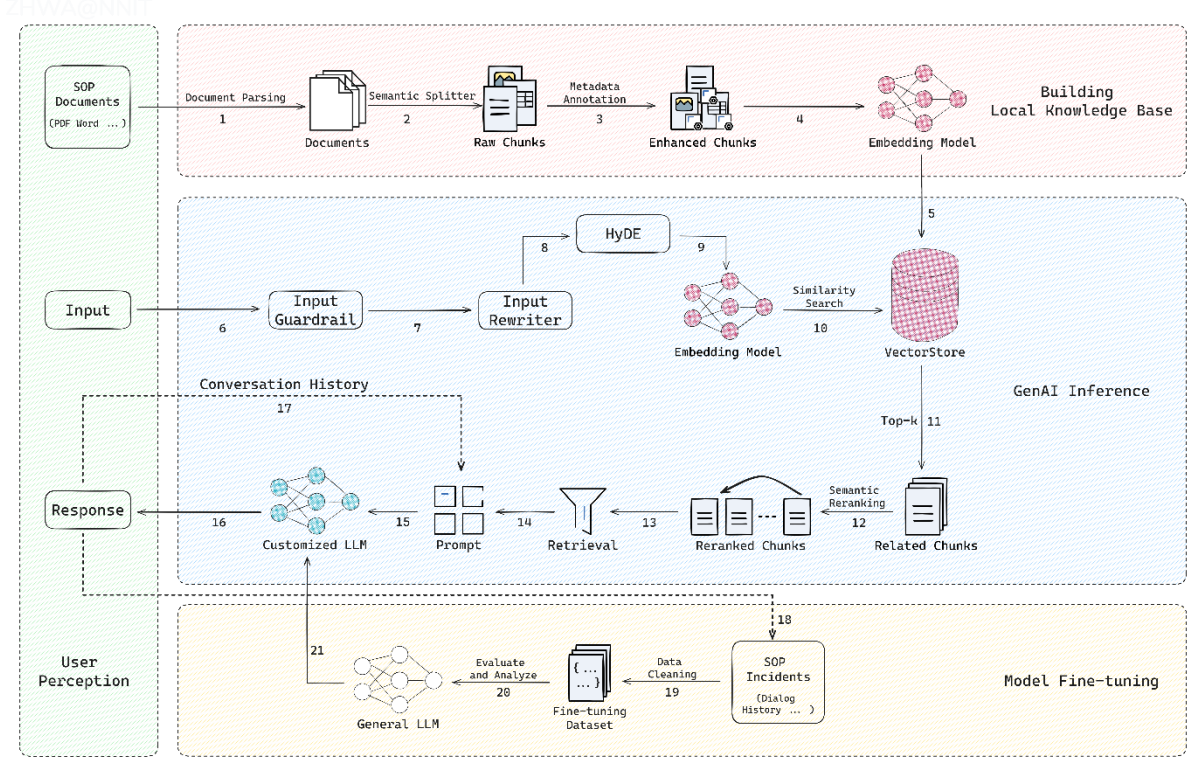 ZHWA@NNIT
SOP
Documents
(PDF Word ...)
Document Parsing
1
Documents
Semantic Splitter
2
Raw Chunks
Metadata
Annotation
3
Enhanced Chunks
4
Embedding Model
Building
Local Knowledge Base
5
HyDE
8
9
Input
6
Input
Guardrail
7
Input
Rewriter
Embedding Model
Similarity
Search
10
VectorStore
Conversation History
17
GenAI Inference
Top-k
11
Response
16
Customized LLM
15
Prompt
14
Retrieval
13
Reranked Chunks
Semantic
Reranking
12
Related Chunks
18
21
General LLM
Evaluate
and Analyze
20
{ ...
... }
Fine-tuning
Dataset
Data
Cleaning
19
SOP
Incidents
(Dialog
History ... )
User
Perception
Model Fine-tuning